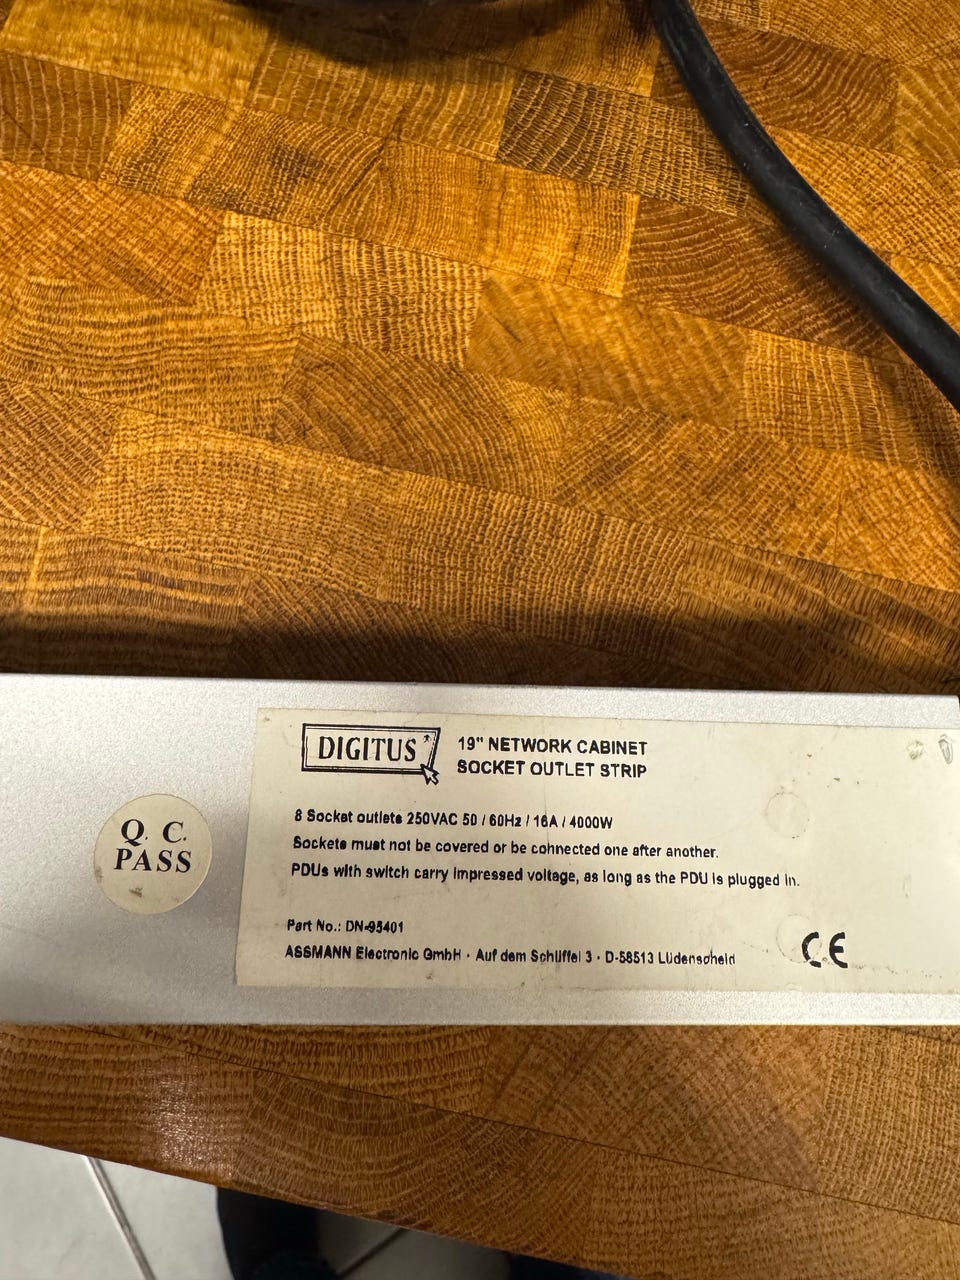 DIGITUS
19" NETWORK CABINET
SOCKET OUTLET STRIP
8 Socket outlets 250VAC 50 / 60Hz / 16A / 4000W
Sockets must not be covered or be connected one after another.
PDUs with switch carry impressed voltage, as long as the PDU is plugged in.
Part No.: DN-95401
ASSMANN Electronic GmbH · Auf dem Schüffel 3 · D-58513 Lüdenscheid
CE
Q. C.
PASS